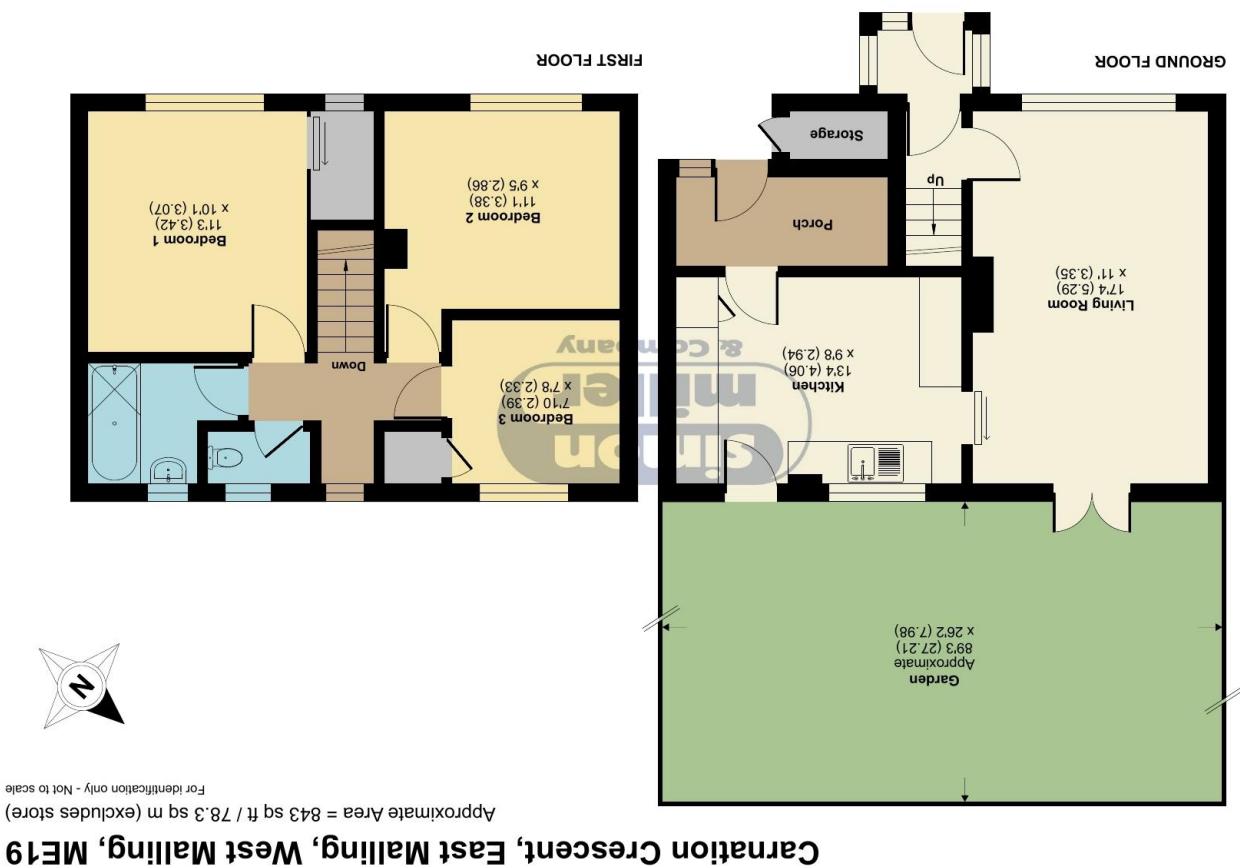 Carnation Crescent, East Malling, West Malling, ME19
Approximate Area = 843 sq ft / 78.3 sq m (excludes store)
For identification only - Not to scale
N
Garden
Approximate
89'3 (27.21)
x 26'2 (7.98)
Kitchen
13'4 (4.06)
x 9'8 (2.94)
Living Room
17'4 (5.29)
x 11' (3.35)
Porch
Up
Storage
GROUND FLOOR
Bedroom 3
7'10 (2.39)
x 7'8 (2.33)
Down
Bedroom 2
11'1 (3.38)
x 9'5 (2.86)
Bedroom 1
11'3 (3.42)
x 10'1 (3.07)
FIRST FLOOR
simon
miller
& Company